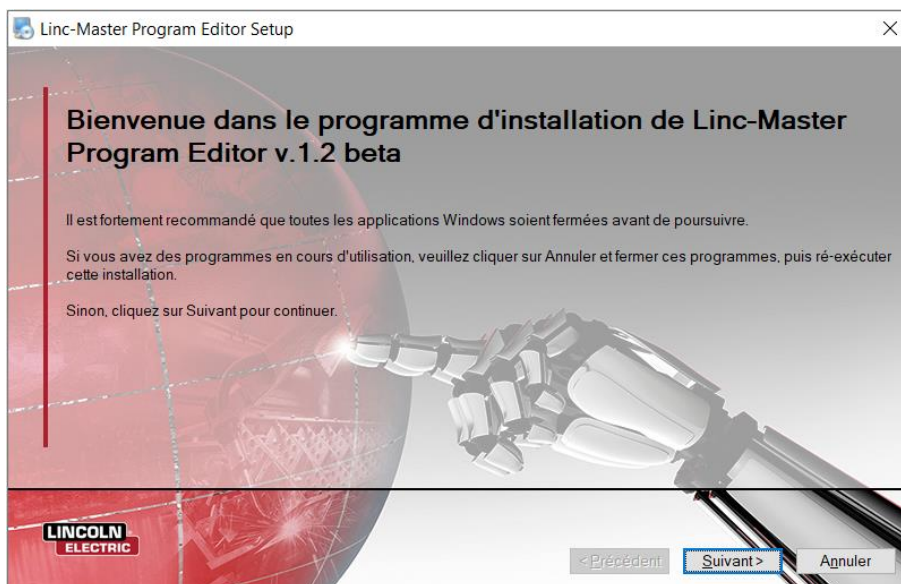 Linc-Master Program Editor Setup
Bienvenue dans le programme d'installation de Linc-Master
Program Editor v.1.2 beta
Il est fortement recommandé que toutes les applications Windows soient fermées avant de poursuivre.
Si vous avez des programmes en cours d'utilisation, veuillez cliquer sur Annuler et fermer ces programmes, puis ré-exécuter
cette installation.
Sinon, cliquez sur Suivant pour continuer.
LINCOLN
ELECTRIC
< Précédent Suivant > Annuler